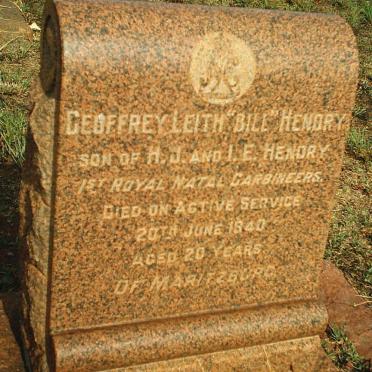 GEOFFREY LEITH "BILL" HENDRY
SON OF H.J. AND I.E. HENDRY
1ST ROYAL NATAL CARBINEERS.
DIED ON ACTIVE SERVICE
20TH JUNE 1940
AGED 20 YEARS
OF MARITZBURG.